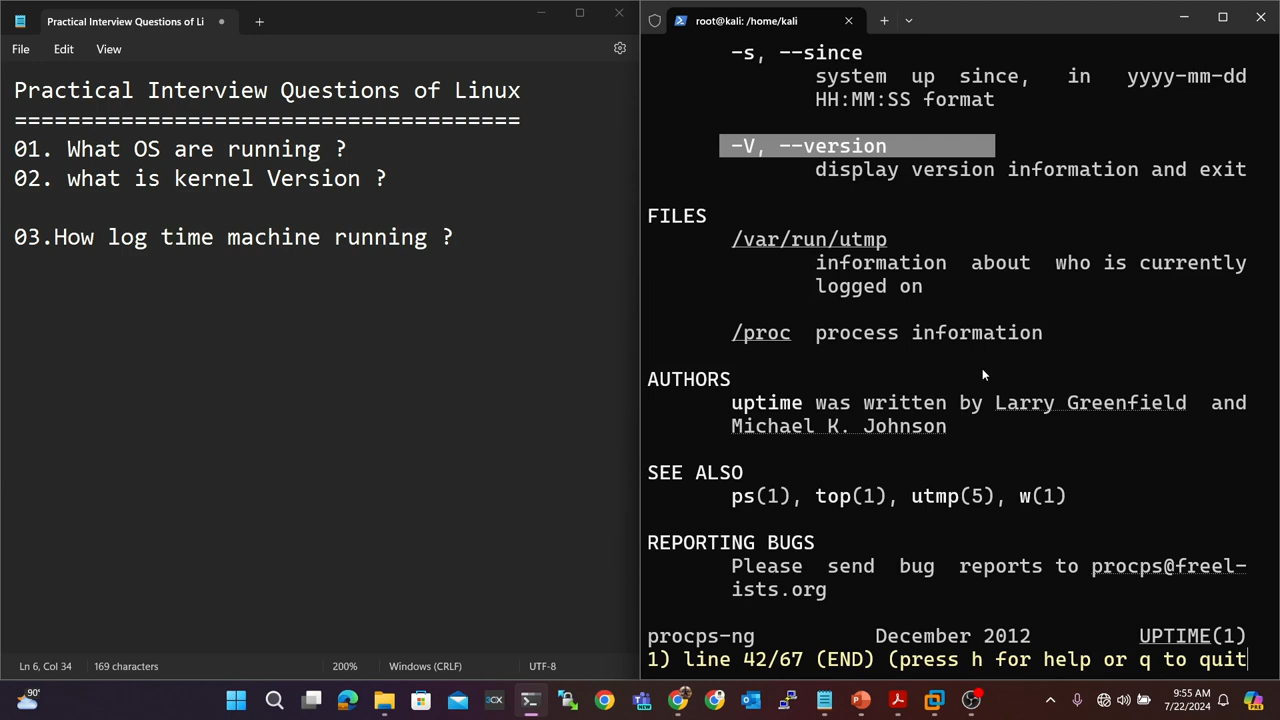 Practical Interview Questions of Li
File Edit View
Practical Interview Questions of Linux
======================================
01. What OS are running ?
02. what is kernel Version ?
03.How log time machine running ?
Ln 6, Col 34 169 characters 200% Windows (CRLF) UTF-8
root@kali: /home/kali
-s, --since
system up since, in yyyy-mm-dd
HH:MM:SS format
-V, --version
display version information and exit
FILES
/var/run/utmp
information about who is currently
logged on
/proc process information
AUTHORS
uptime was written by Larry Greenfield and
Michael K. Johnson
SEE ALSO
ps(1), top(1), utmp(5), w(1)
REPORTING BUGS
Please send bug reports to procps@freel-
ists.org
procps-ng December 2012 UPTIME(1)
1) line 42/67 (END) (press h for help or q to quit
90°
9:55 AM
7/22/2024